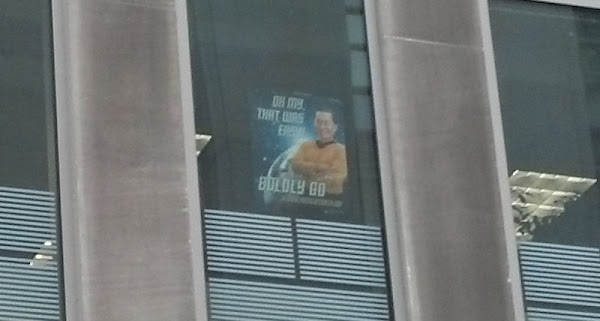 OH MY,
THAT WAS
EASY!
BOLDLY GO